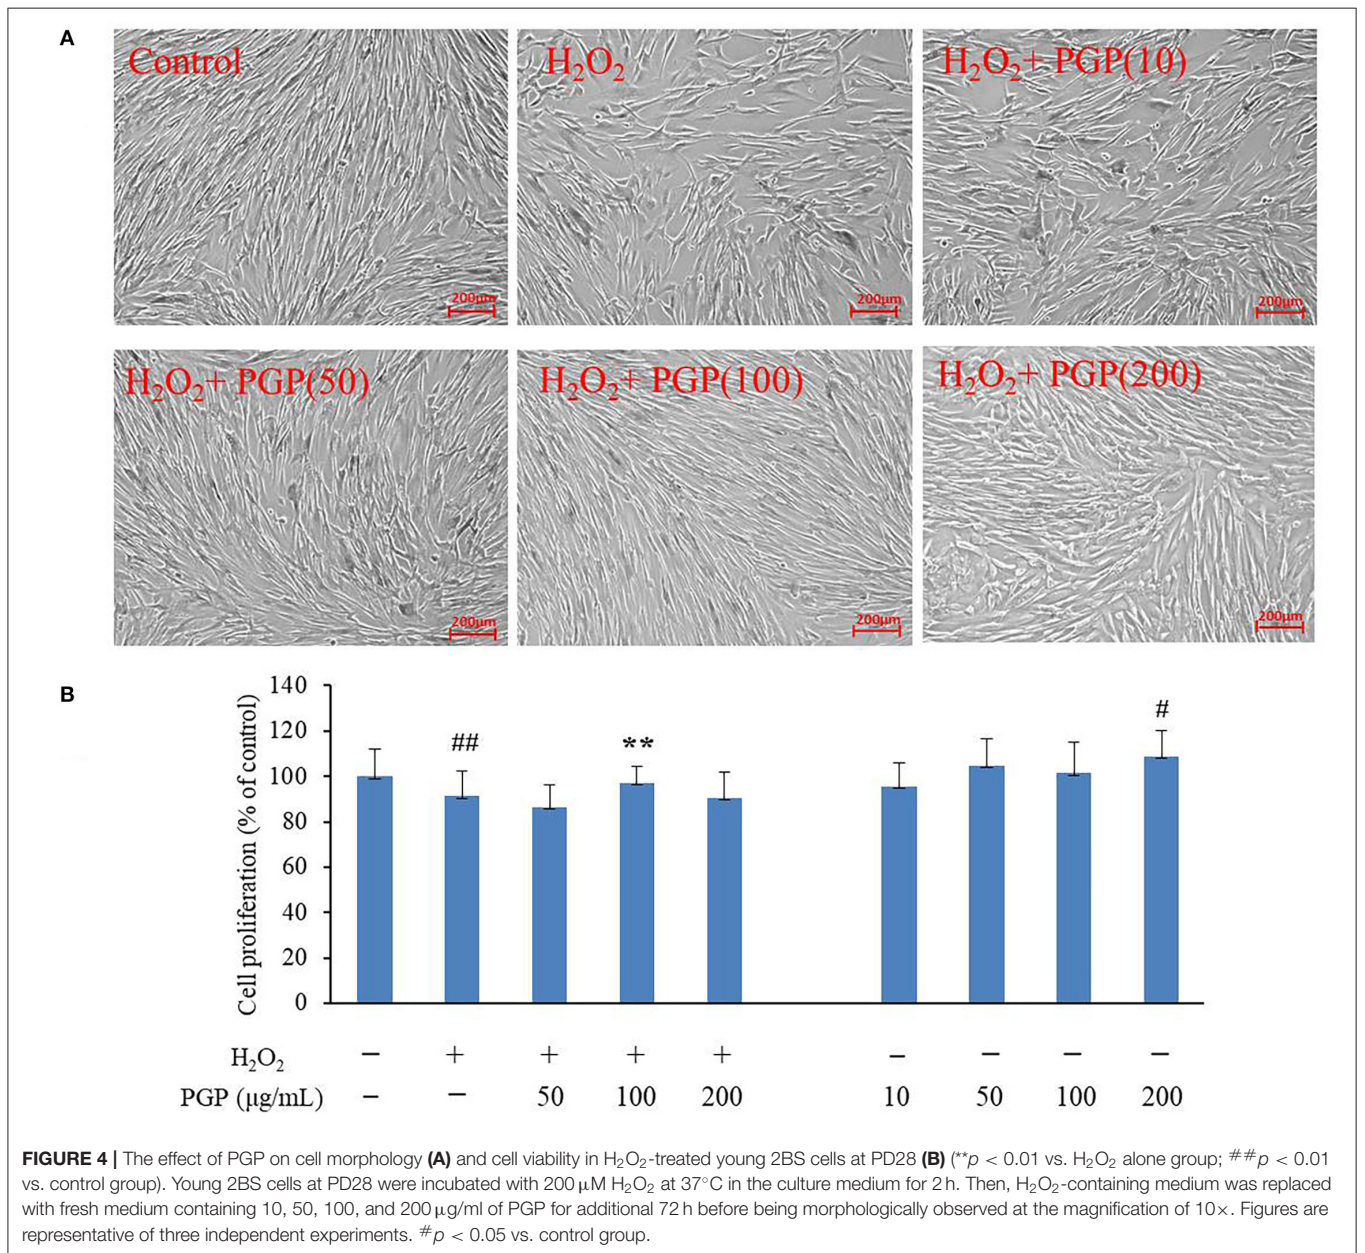 A
Control
H₂O₂
H₂O₂+ PGP(10)
200μm
200μm
200μm
H₂O₂+ PGP(50)
H₂O₂+ PGP(100)
H₂O₂+ PGP(200)
200μm
200μm
200μm
B
Cell proliferation (% of control)
140
120
100
80
60
40
20
0
##
**
#
H₂O₂ − + + + + − − − −
PGP (μg/mL) − − 50 100 200 10 50 100 200
FIGURE 4 | The effect of PGP on cell morphology (A) and cell viability in H₂O₂-treated young 2BS cells at PD28 (B) (**p < 0.01 vs. H₂O₂ alone group; ##p < 0.01
vs. control group). Young 2BS cells at PD28 were incubated with 200 μM H₂O₂ at 37°C in the culture medium for 2 h. Then, H₂O₂-containing medium was replaced
with fresh medium containing 10, 50, 100, and 200 μg/ml of PGP for additional 72 h before being morphologically observed at the magnification of 10×. Figures are
representative of three independent experiments. #p < 0.05 vs. control group.